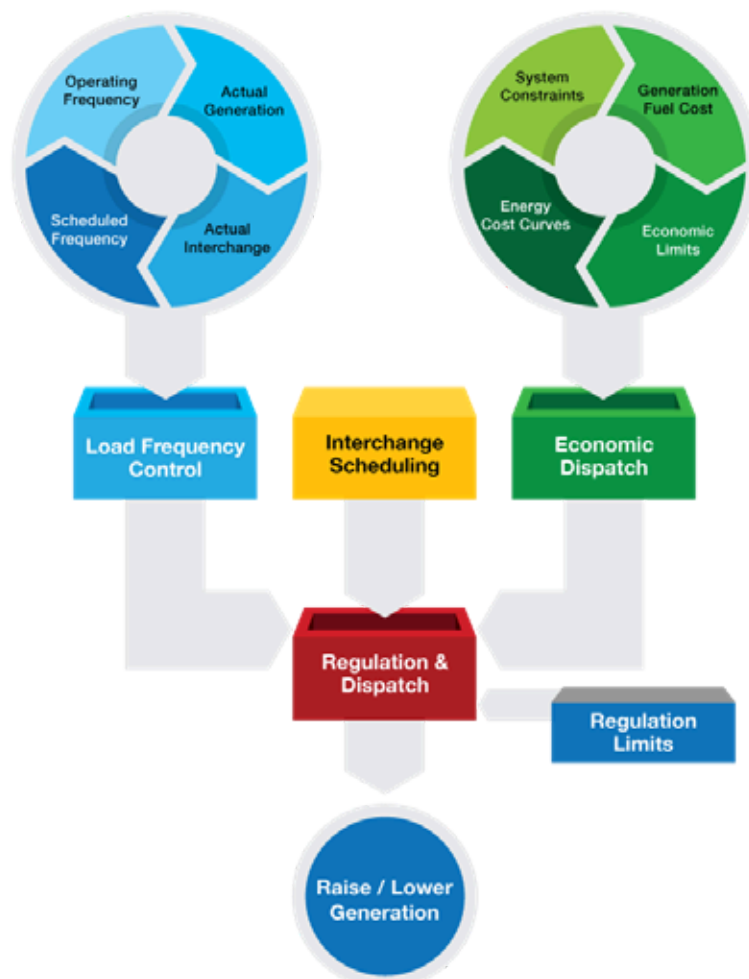 Operating
Frequency
Actual
Generation
Scheduled
Frequency
Actual
Interchange
System
Constraints
Generation
Fuel Cost
Energy
Cost Curves
Economic
Limits
Load Frequency
Control
Interchange
Scheduling
Economic
Dispatch
Regulation &
Dispatch
Regulation
Limits
Raise / Lower
Generation